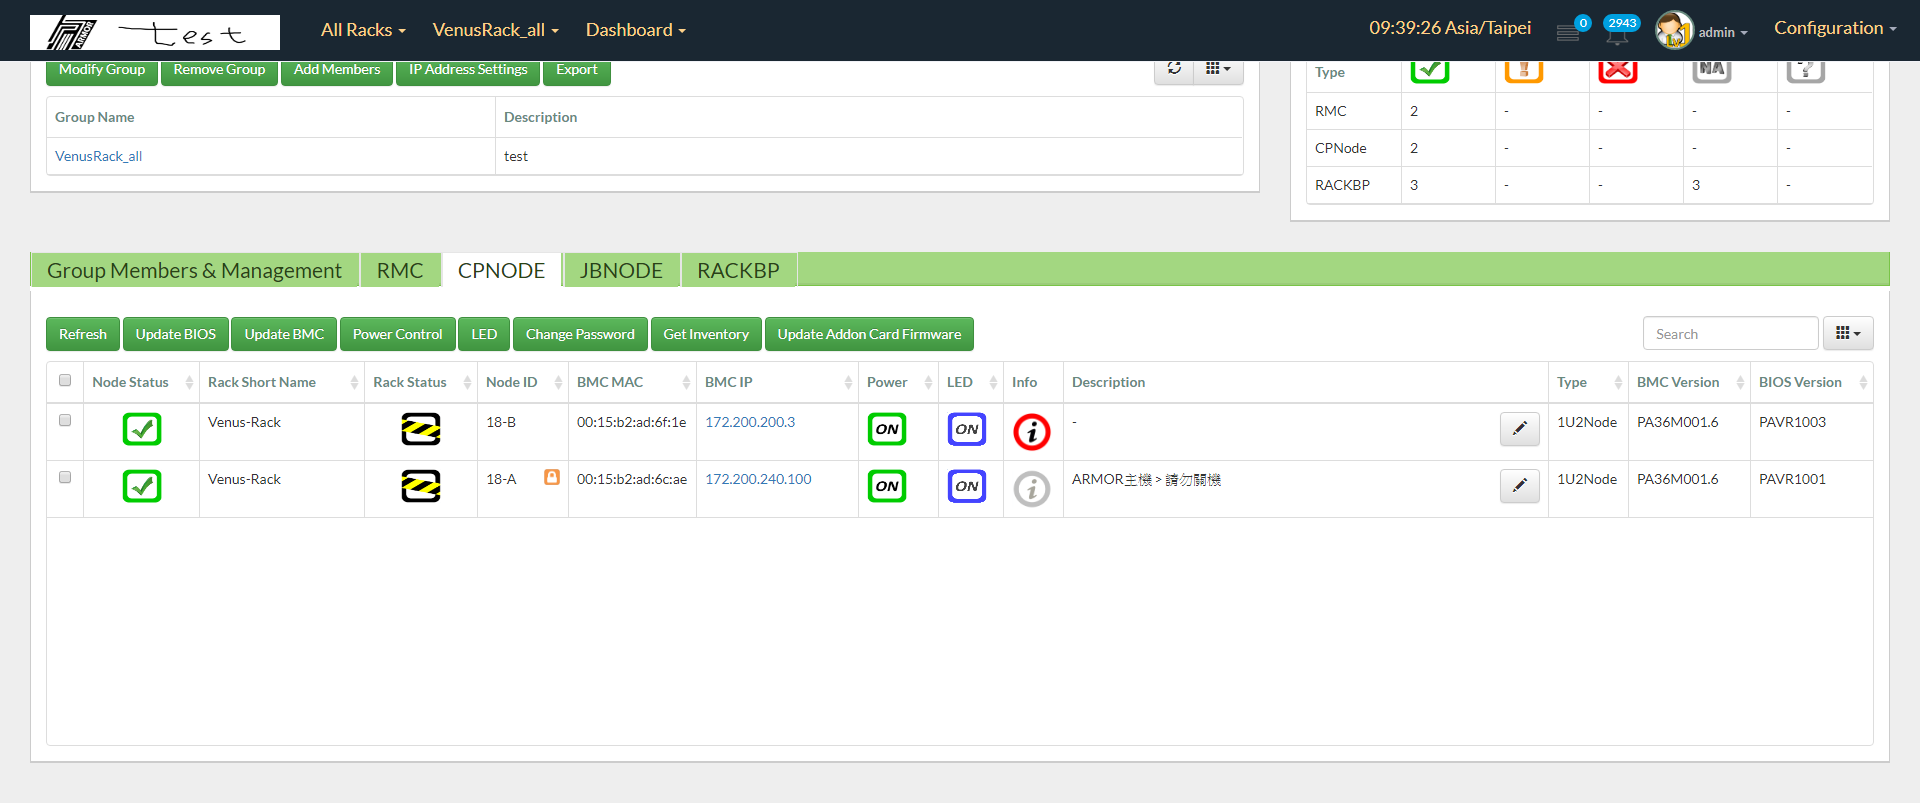 ARMOR test All Racks VenusRack_all Dashboard 09:39:26 Asia/Taipei 0 2943 admin Configuration
Modify Group Remove Group Add Members IP Address Settings Export
Group Name Description
VenusRack_all test
Type ! NA ?
RMC 2 - - - -
CPNode 2 - - - -
RACKBP 3 - - 3 -
Group Members & Management RMC CPNODE JBNODE RACKBP
Refresh Update BIOS Update BMC Power Control LED Change Password Get Inventory Update Addon Card Firmware Search
Node Status Rack Short Name Rack Status Node ID BMC MAC BMC IP Power LED Info Description Type BMC Version BIOS Version
Venus-Rack 18-B 00:15:b2:ad:6f:1e 172.200.200.3 ON ON i - 1U2Node PA36M001.6 PAVR1003
Venus-Rack 18-A 00:15:b2:ad:6c:ae 172.200.240.100 ON ON i ARMOR主機 > 請勿關機 1U2Node PA36M001.6 PAVR1001